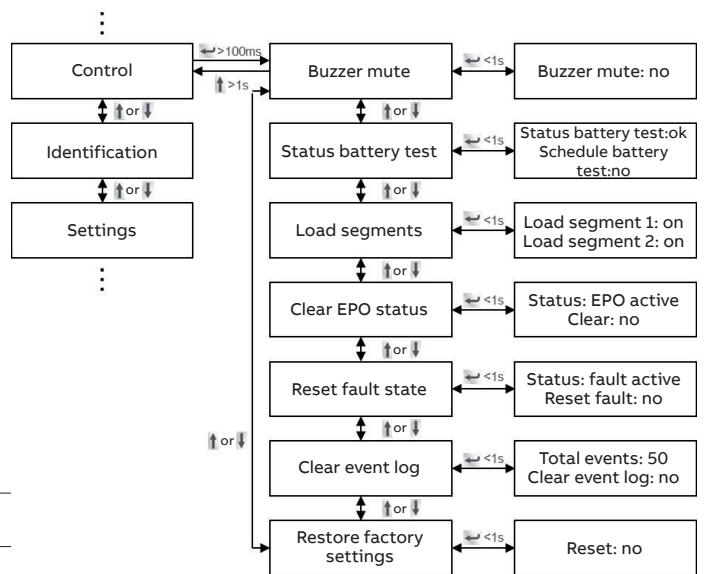 Control
>100ms
>1s
Buzzer mute
<1s
Buzzer mute: no
or
or
Identification
Status battery test
<1s
Status battery test:ok
Schedule battery
test:no
or
or
Settings
Load segments
<1s
Load segment 1: on
Load segment 2: on
or
Clear EPO status
<1s
Status: EPO active
Clear: no
or
Reset fault state
<1s
Status: fault active
Reset fault: no
or
or
Clear event log
<1s
Total events: 50
Clear event log: no
or
Restore factory
settings
<1s
Reset: no